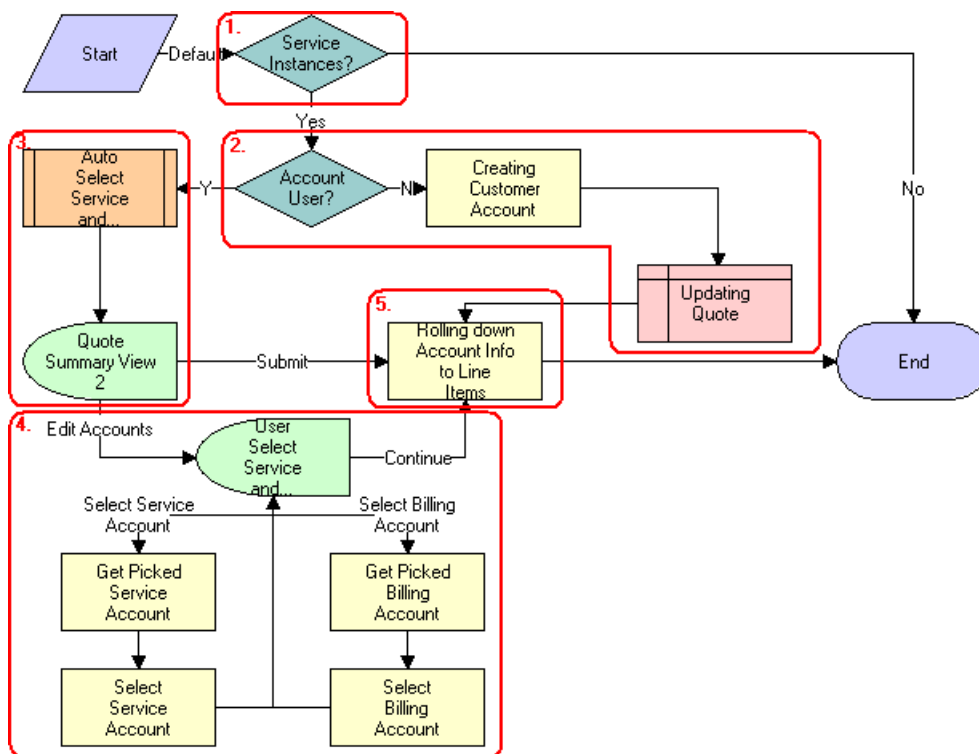 1.
Start
Default
Service
Instances?
Yes
No
2.
Account
User?
Y
N
Creating
Customer
Account
Updating
Quote
3.
Auto
Select
Service
and...
Quote
Summary View
2
Submit
5.
Rolling down
Account Info
to Line
Items
End
4.
Edit Accounts
User
Select
Service
and...
Continue
Select Service
Account
Select Billing
Account
Get Picked
Service
Account
Get Picked
Billing
Account
Select
Service
Account
Select
Billing
Account